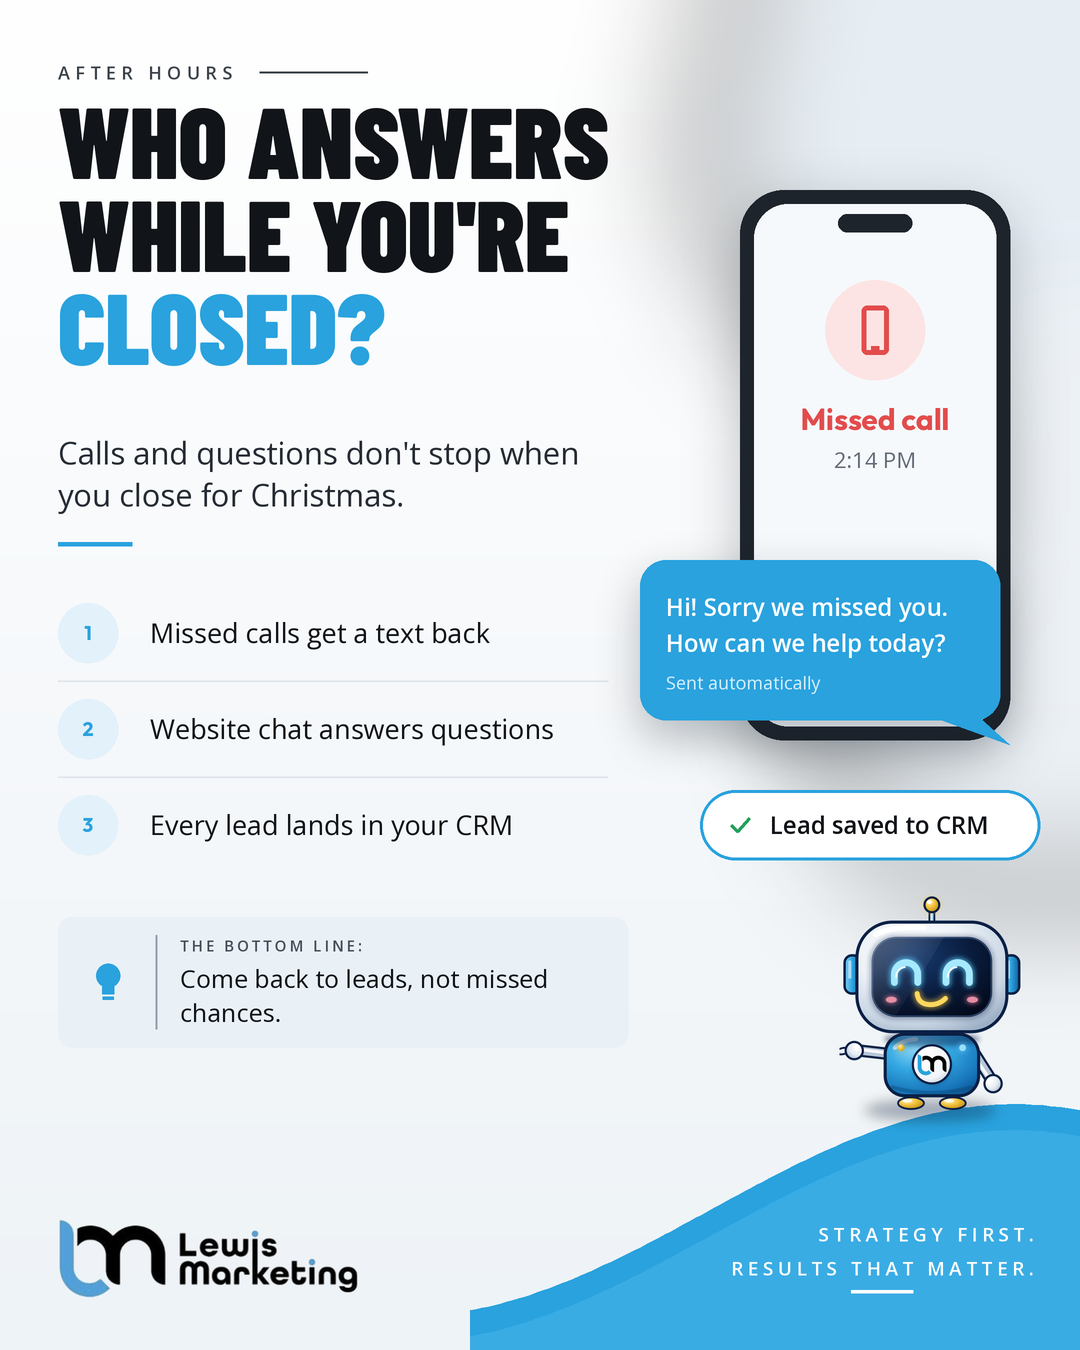 AFTER HOURS
WHO ANSWERS
WHILE YOU'RE
CLOSED?
Calls and questions don't stop when
you close for Christmas.
1 Missed calls get a text back
2 Website chat answers questions
3 Every lead lands in your CRM
THE BOTTOM LINE:
Come back to leads, not missed
chances.
Missed call
2:14 PM
Hi! Sorry we missed you.
How can we help today?
Sent automatically
Lead saved to CRM
bm
bm
Lewis
Marketing
STRATEGY FIRST.
RESULTS THAT MATTER.